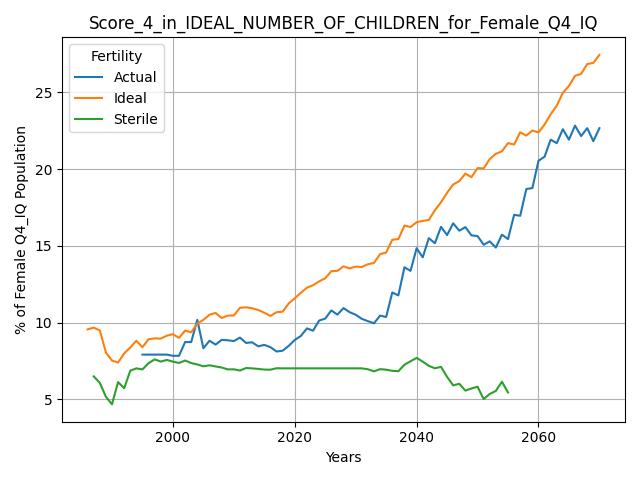 Score_4_in_IDEAL_NUMBER_OF_CHILDREN_for_Female_Q4_IQ
Fertility
Actual
Ideal
Sterile
% of Female Q4_IQ Population
25
20
15
10
5
2000
2020
2040
2060
Years